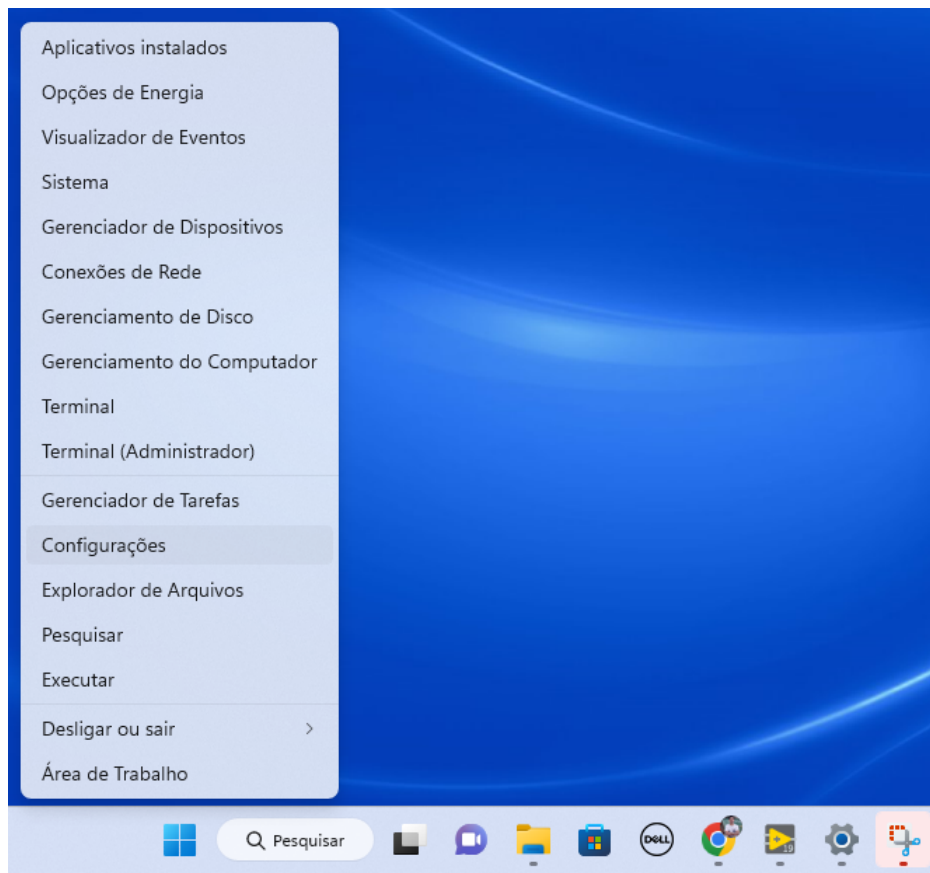 Aplicativos instalados
Opções de Energia
Visualizador de Eventos
Sistema
Gerenciador de Dispositivos
Conexões de Rede
Gerenciamento de Disco
Gerenciamento do Computador
Terminal
Terminal (Administrador)
Gerenciador de Tarefas
Configurações
Explorador de Arquivos
Pesquisar
Executar
Desligar ou sair
Área de Trabalho
Pesquisar
DELL
19